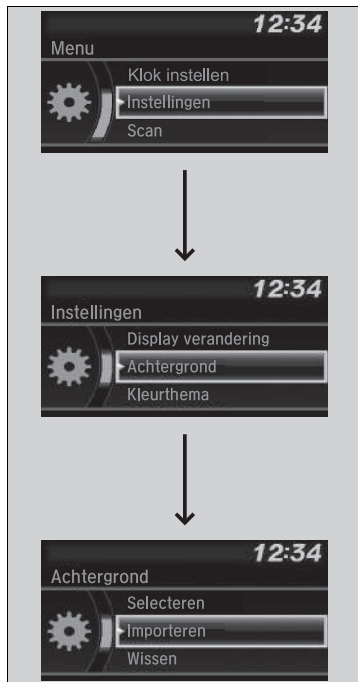 12:34
Menu
Klok instellen
Instellingen
Scan
12:34
Instellingen
Display verandering
Achtergrond
Kleurthema
12:34
Achtergrond
Selecteren
Importeren
Wissen